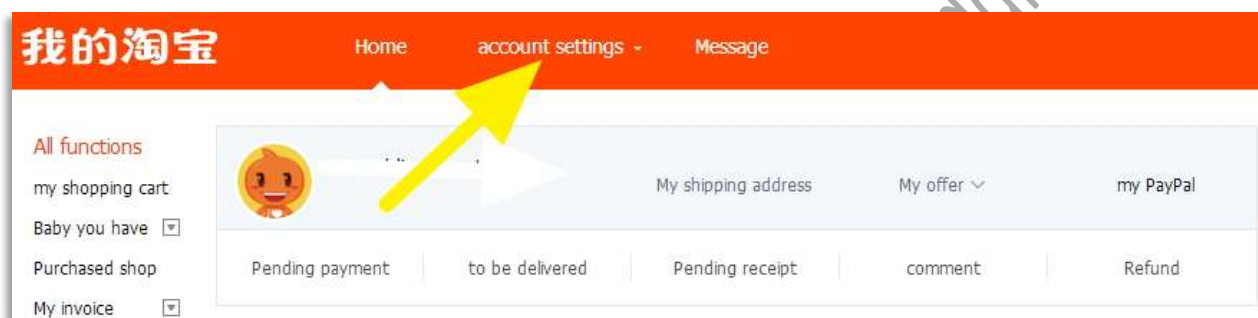 我的淘宝
Home account settings Message
All functions
my shopping cart
Baby you have
Purchased shop
My invoice
My shipping address My offer my PayPal
Pending payment to be delivered Pending receipt comment Refund